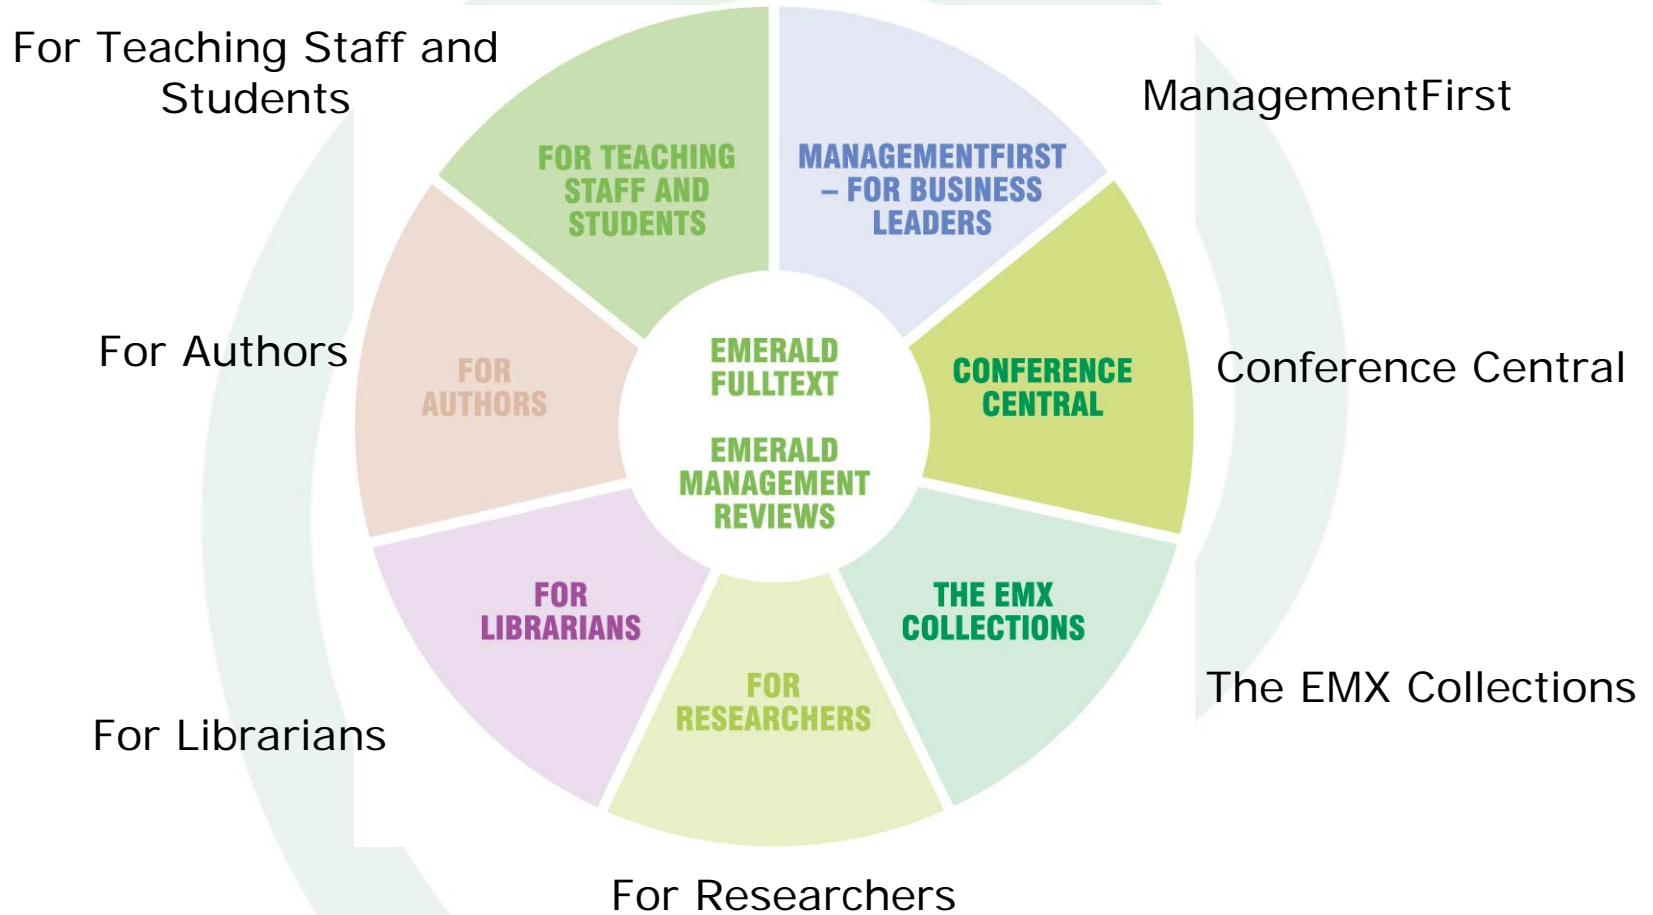 For Teaching Staff and
Students
ManagementFirst
FOR TEACHING
STAFF AND
STUDENTS
MANAGEMENTFIRST
– FOR BUSINESS
LEADERS
For Authors
FOR
AUTHORS
EMERALD
FULLTEXT
EMERALD
MANAGEMENT
REVIEWS
CONFERENCE
CENTRAL
Conference Central
FOR
LIBRARIANS
THE EMX
COLLECTIONS
For Librarians
FOR
RESEARCHERS
The EMX Collections
For Researchers